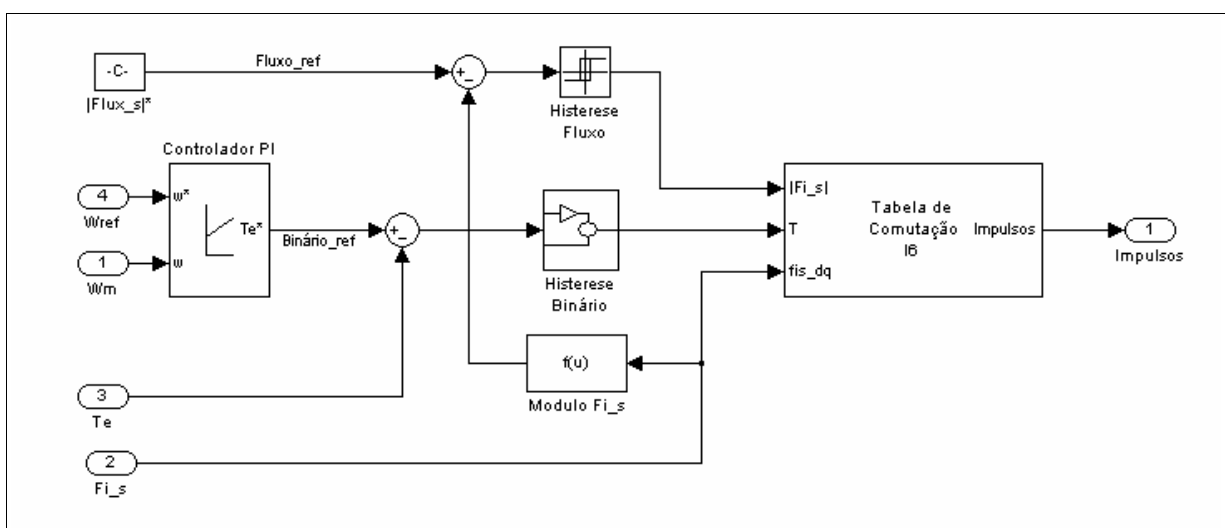 -C-
|Flux_s|*
Fluxo_ref
+
−
Histerese
Fluxo
Controlador PI
4
Wref
1
Wm
w*
w
Te*
Binário_ref
+
−
Histerese
Binário
|Fi_s|
T
fis_dq
Tabela de
Comutação
I6
Impulsos
1
Impulsos
f(u)
Modulo Fi_s
3
Te
2
Fi_s